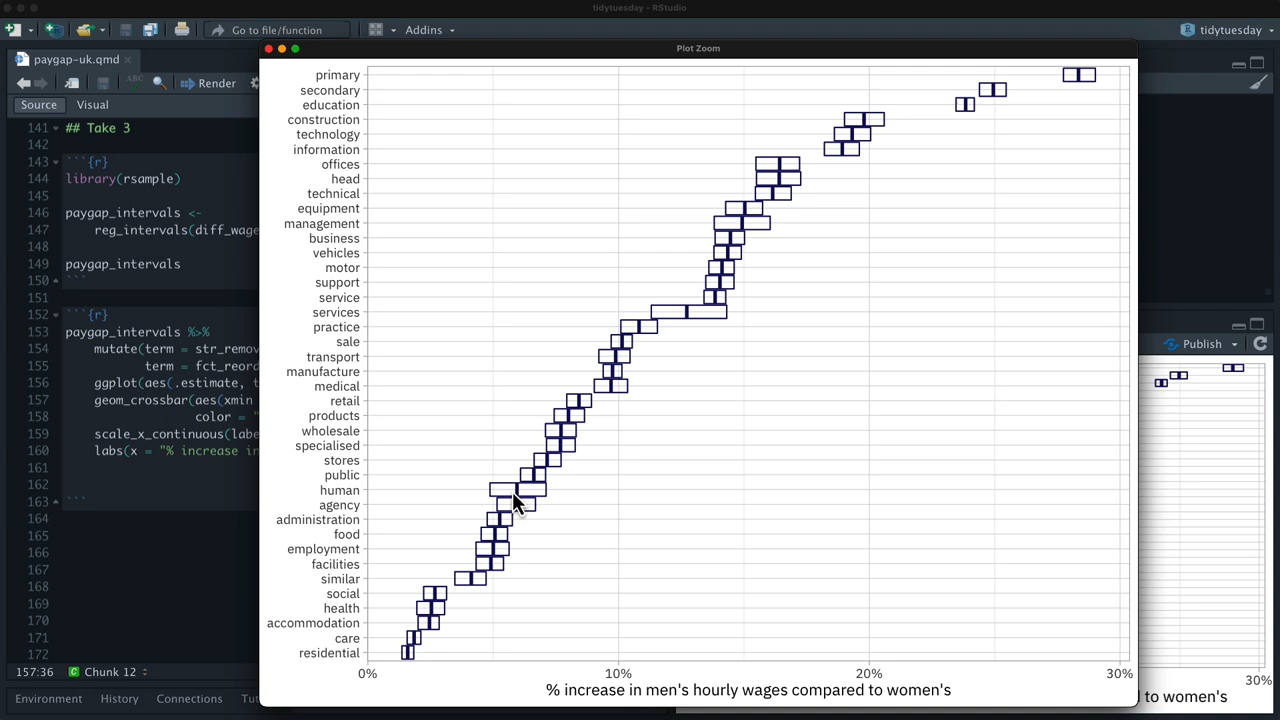 tidytuesday - RStudio
Go to file/function
Addins
tidytuesday
paygap-uk.qmd
Plot Zoom
ABC
Render
Source
Visual
141 ## Take 3
142
143 ```{r}
144 library(rsample)
145
146 paygap_intervals <-
147 reg_intervals(diff_wage
148
149 paygap_intervals
150 ```
151
152 ```{r}
153 paygap_intervals %>%
154 mutate(term = str_remov
155 term = fct_reord
156 ggplot(aes(.estimate, t
157 geom_crossbar(aes(xmin
158 color = "
159 scale_x_continuous(labe
160 labs(x = "% increase in
161
162
163 ```
164
165
166
167
168
169
170
171
172
157:36
Chunk 12
Environment
History
Connections
Tut
primary
secondary
education
construction
technology
information
offices
head
technical
equipment
management
business
vehicles
motor
support
service
services
practice
sale
transport
manufacture
medical
retail
products
wholesale
specialised
stores
public
human
agency
administration
food
employment
facilities
similar
social
health
accommodation
care
residential
0%
10%
20%
30%
% increase in men's hourly wages compared to women's
Publish
30%
to women's